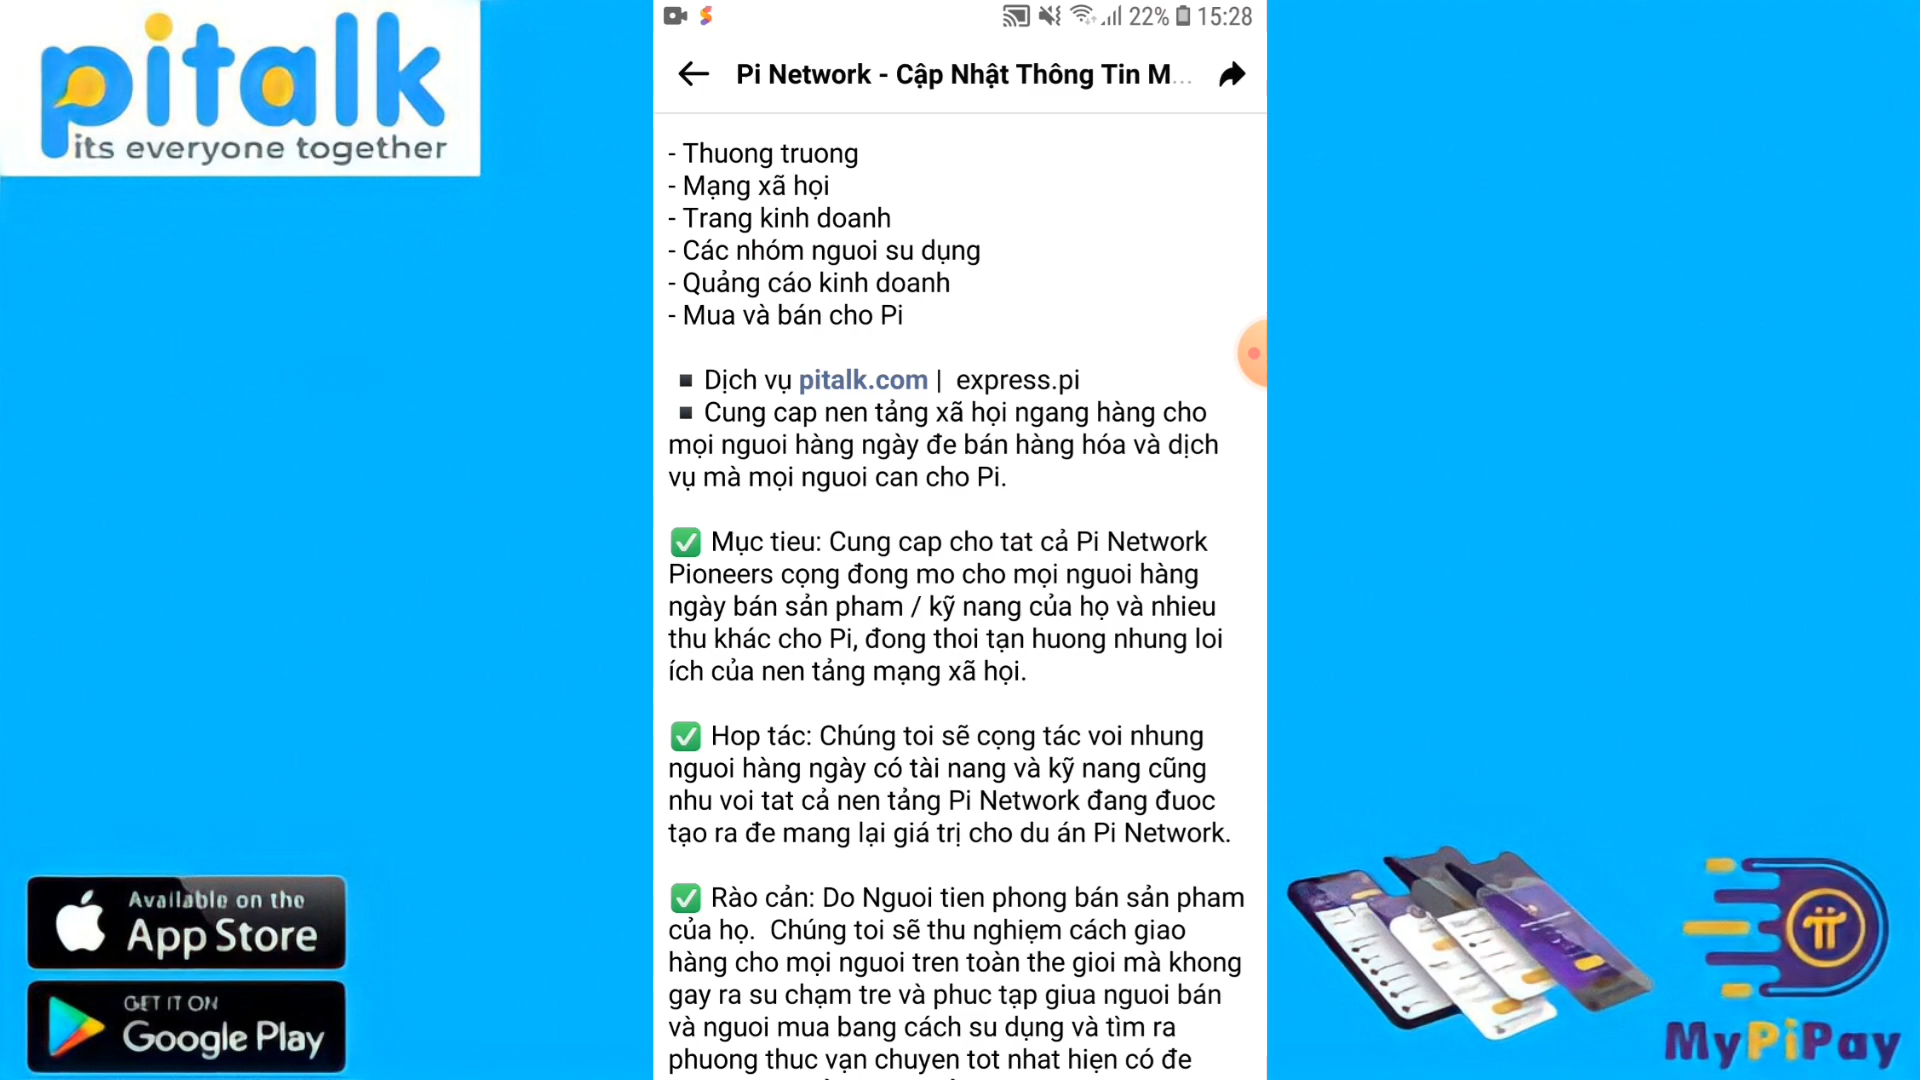 pitalk
its everyone together
22% 15:28
Pi Network - Cập Nhật Thông Tin M...
- Thuong truong
- Mạng xã họi
- Trang kinh doanh
- Các nhóm nguoi su dụng
- Quảng cáo kinh doanh
- Mua và bán cho Pi
▪ Dịch vụ pitalk.com | express.pi
▪ Cung cap nen tảng xã họi ngang hàng cho
mọi nguoi hàng ngày đe bán hàng hóa và dịch
vụ mà mọi nguoi can cho Pi.
✅ Mục tieu: Cung cap cho tat cả Pi Network
Pioneers cọng đong mo cho mọi nguoi hàng
ngày bán sản pham / kỹ nang của họ và nhieu
thu khác cho Pi, đong thoi tạn huong nhung loi
ích của nen tảng mạng xã họi.
✅ Hop tác: Chúng toi sẽ cọng tác voi nhung
nguoi hàng ngày có tài nang và kỹ nang cũng
nhu voi tat cả nen tảng Pi Network đang đuoc
tạo ra đe mang lại giá trị cho du án Pi Network.
✅ Rào cản: Do Nguoi tien phong bán sản pham
của họ. Chúng toi sẽ thu nghiẹm cách giao
hàng cho mọi nguoi tren toàn the gioi mà khong
gay ra su chạm tre và phuc tạp giua nguoi bán
và nguoi mua bang cách su dụng và tìm ra
phuong thuc vạn chuyen tot nhat hiẹn có đe
Available on the
App Store
GET IT ON
Google Play
MyPiPay